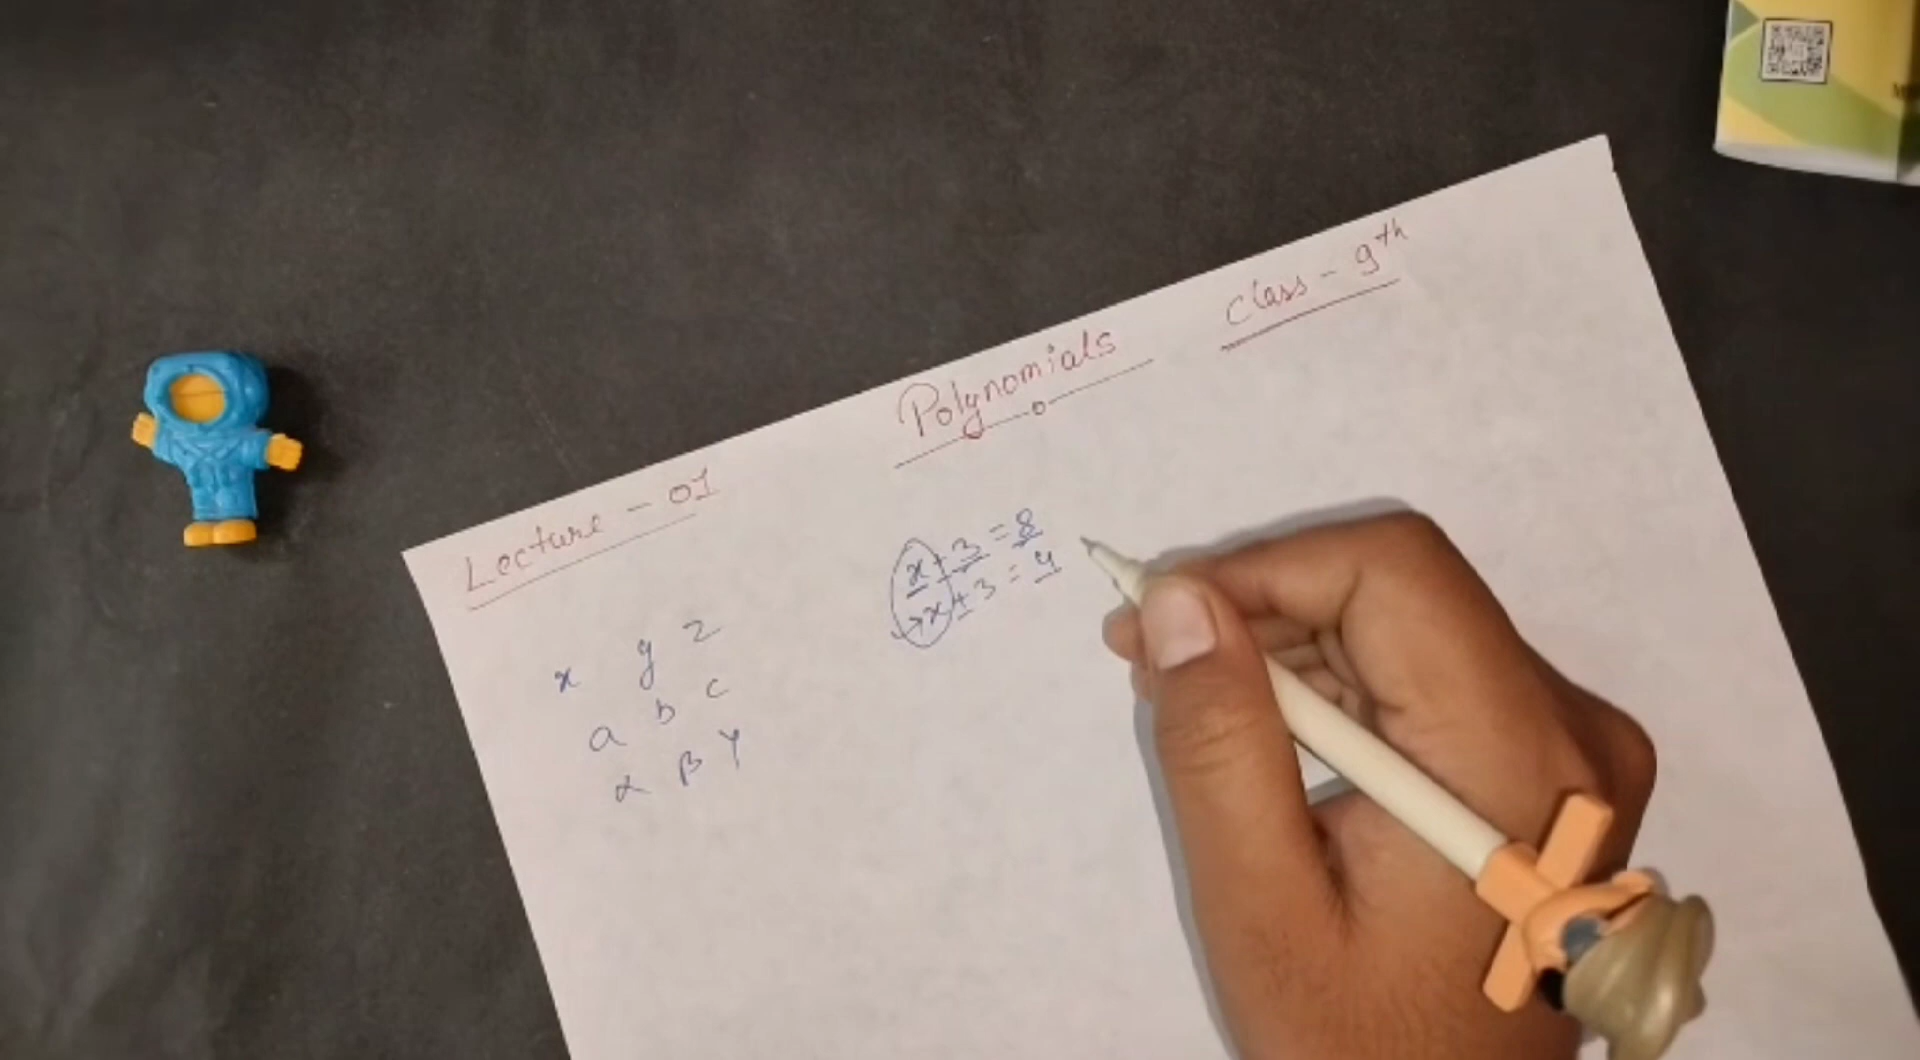 Lecture - 01
Polynomials
Class - 9th
x y z
a b c
α β γ
x + 3 = 8
x + 3 = 4